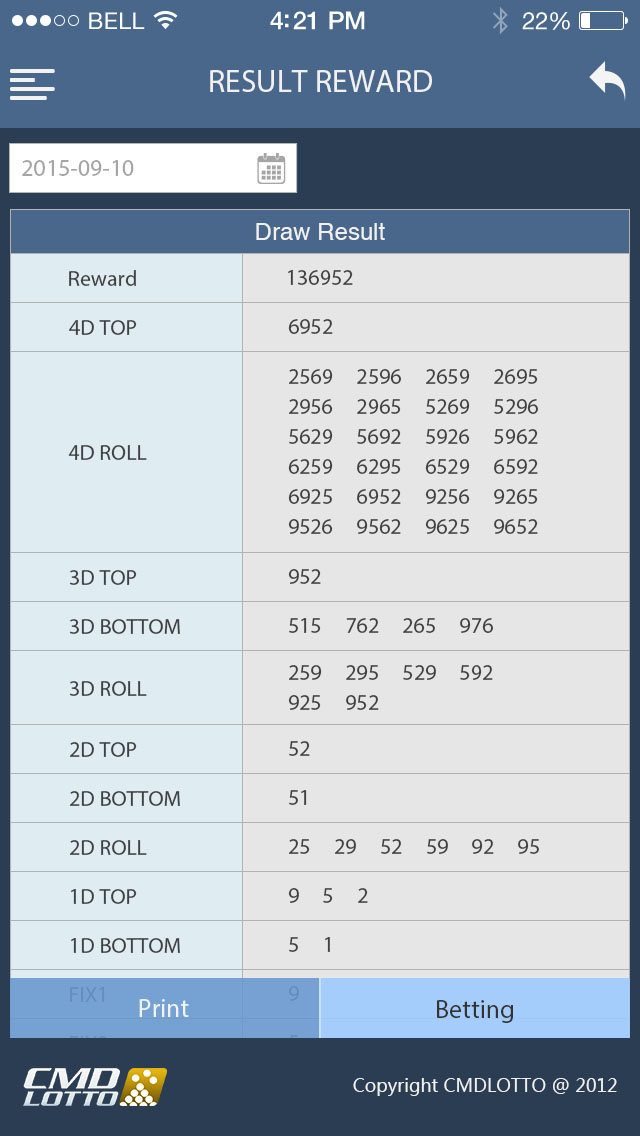 BELL 4:21 PM 22%
RESULT REWARD
2015-09-10
Draw Result
Reward 136952
4D TOP 6952
4D ROLL
2569 2596 2659 2695
2956 2965 5269 5296
5629 5692 5926 5962
6259 6295 6529 6592
6925 6952 9256 9265
9526 9562 9625 9652
3D TOP 952
3D BOTTOM 515 762 265 976
3D ROLL
259 295 529 592
925 952
2D TOP 52
2D BOTTOM 51
2D ROLL 25 29 52 59 92 95
1D TOP 9 5 2
1D BOTTOM 5 1
FIX1 9
Print Betting
CMD
LOTTO
Copyright CMDLOTTO @ 2012